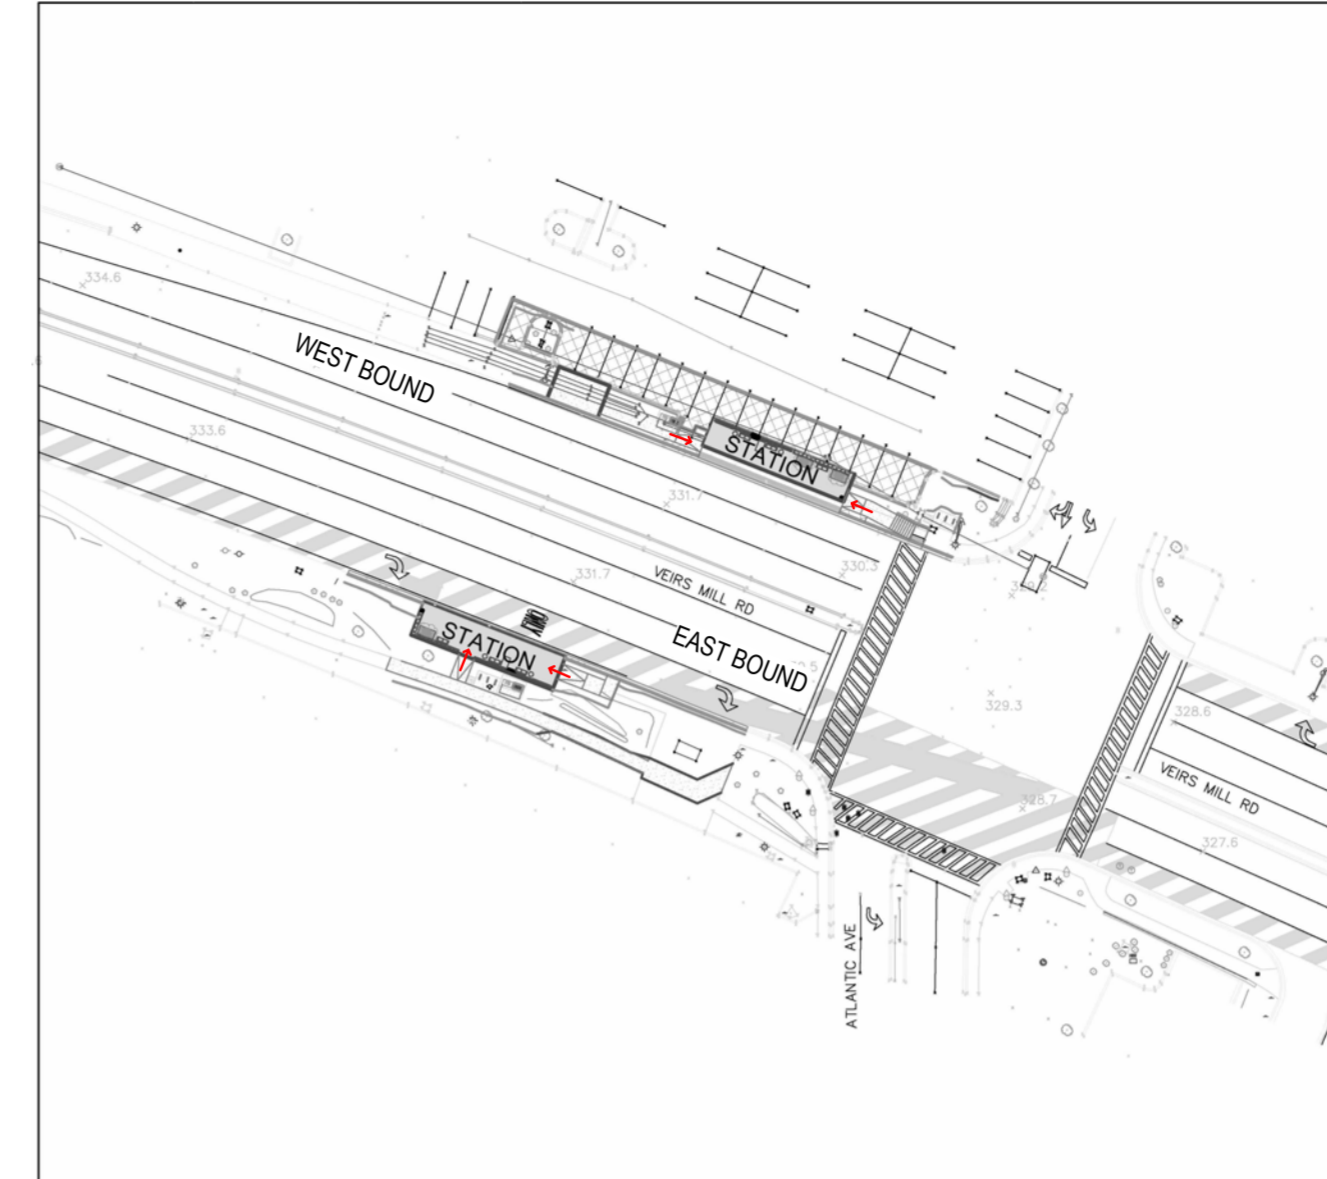 334.6
WEST BOUND
333.6
STATION
331.7
331.7
VEIRS MILL RD
330.3
STATION
EAST BOUND
329.3
328.6
VEIRS MILL RD
328.7
327.6
ATLANTIC AVE